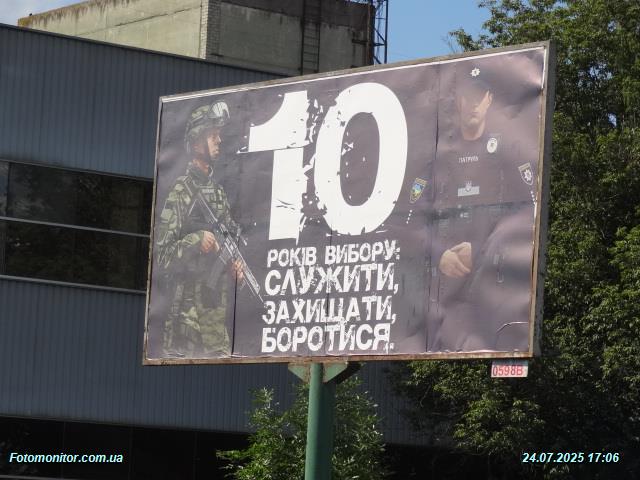 10
РОКІВ ВИБОРУ:
СЛУЖИТИ,
ЗАХИЩАТИ,
БОРОТИСЯ.
ПАТРУЛЬ
0598B
Fotomonitor.com.ua
24.07.2025 17:06